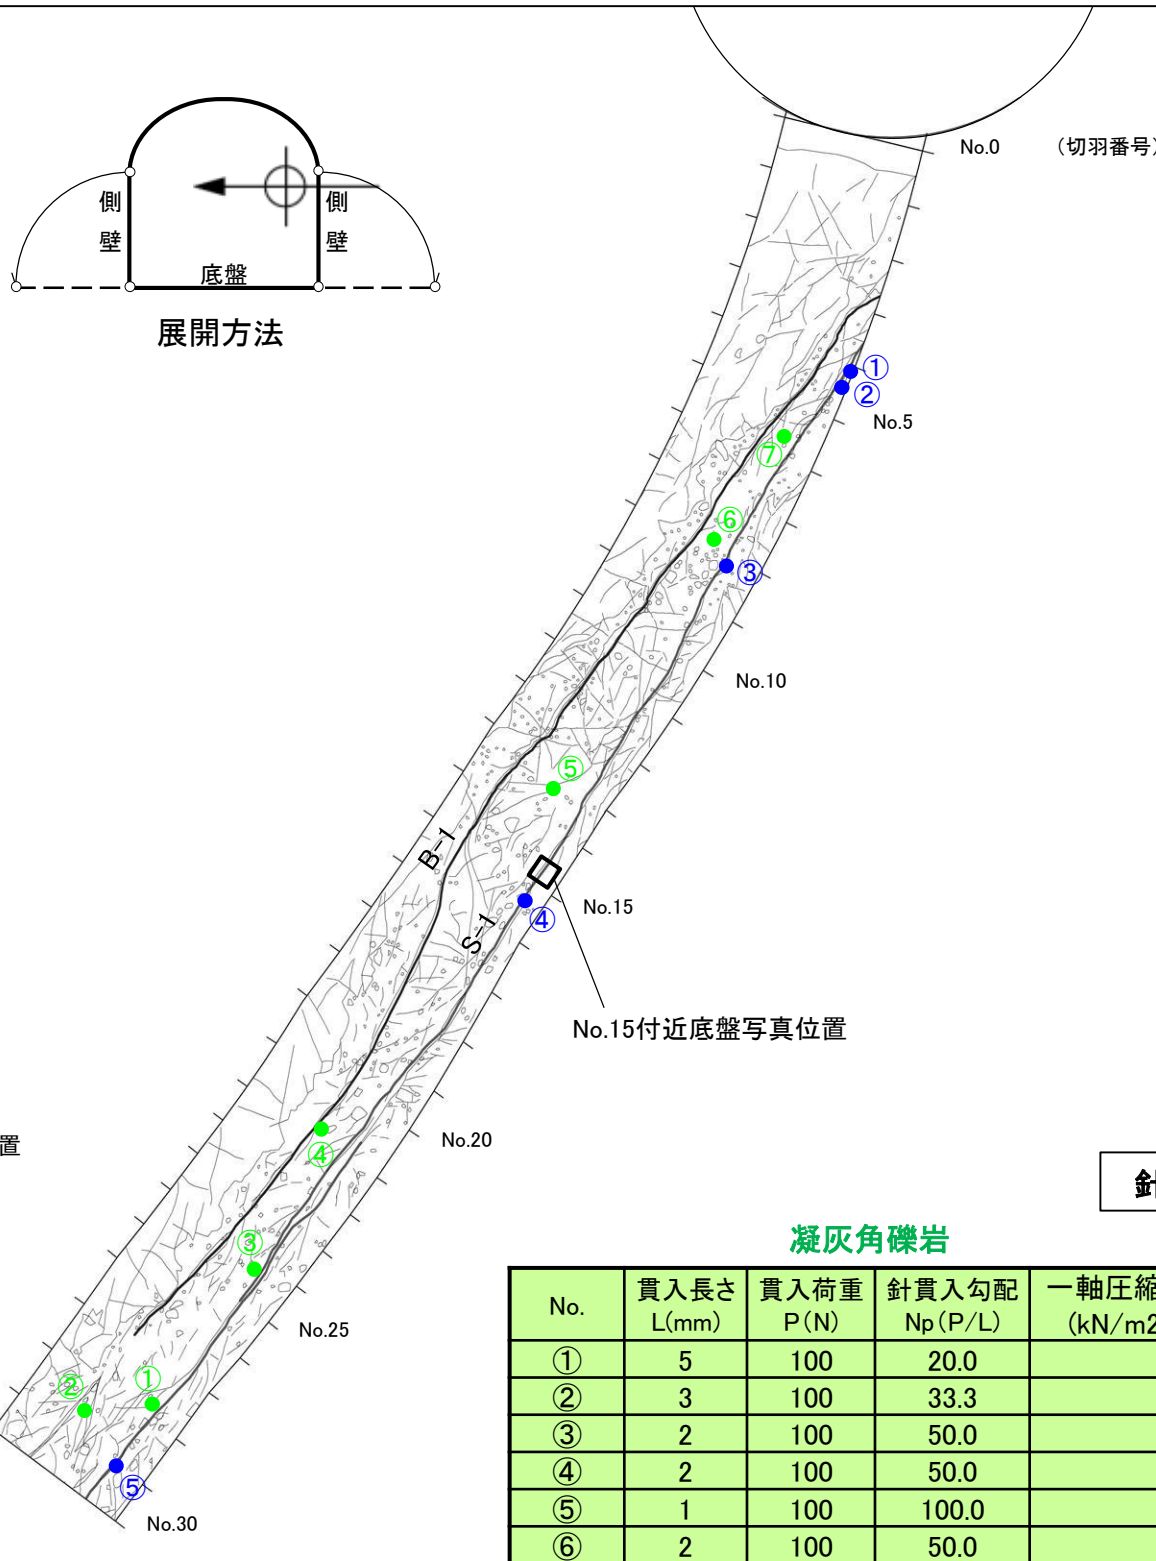 No.0
(切羽番号)
側壁
側壁
底盤
展開方法
①
②
No.5
⑦
⑥
③
No.10
⑤
B-1
No.15
④
S-1
No.15付近底盤写真位置
No.20
置
④
③
No.25
②
①
⑤
No.30
針
凝灰角礫岩
No. 貫入長さ L(mm) 貫入荷重 P(N) 針貫入勾配 Np(P/L) 一軸圧縮 (kN/m2
① 5 100 20.0
② 3 100 33.3
③ 2 100 50.0
④ 2 100 50.0
⑤ 1 100 100.0
⑥ 2 100 50.0